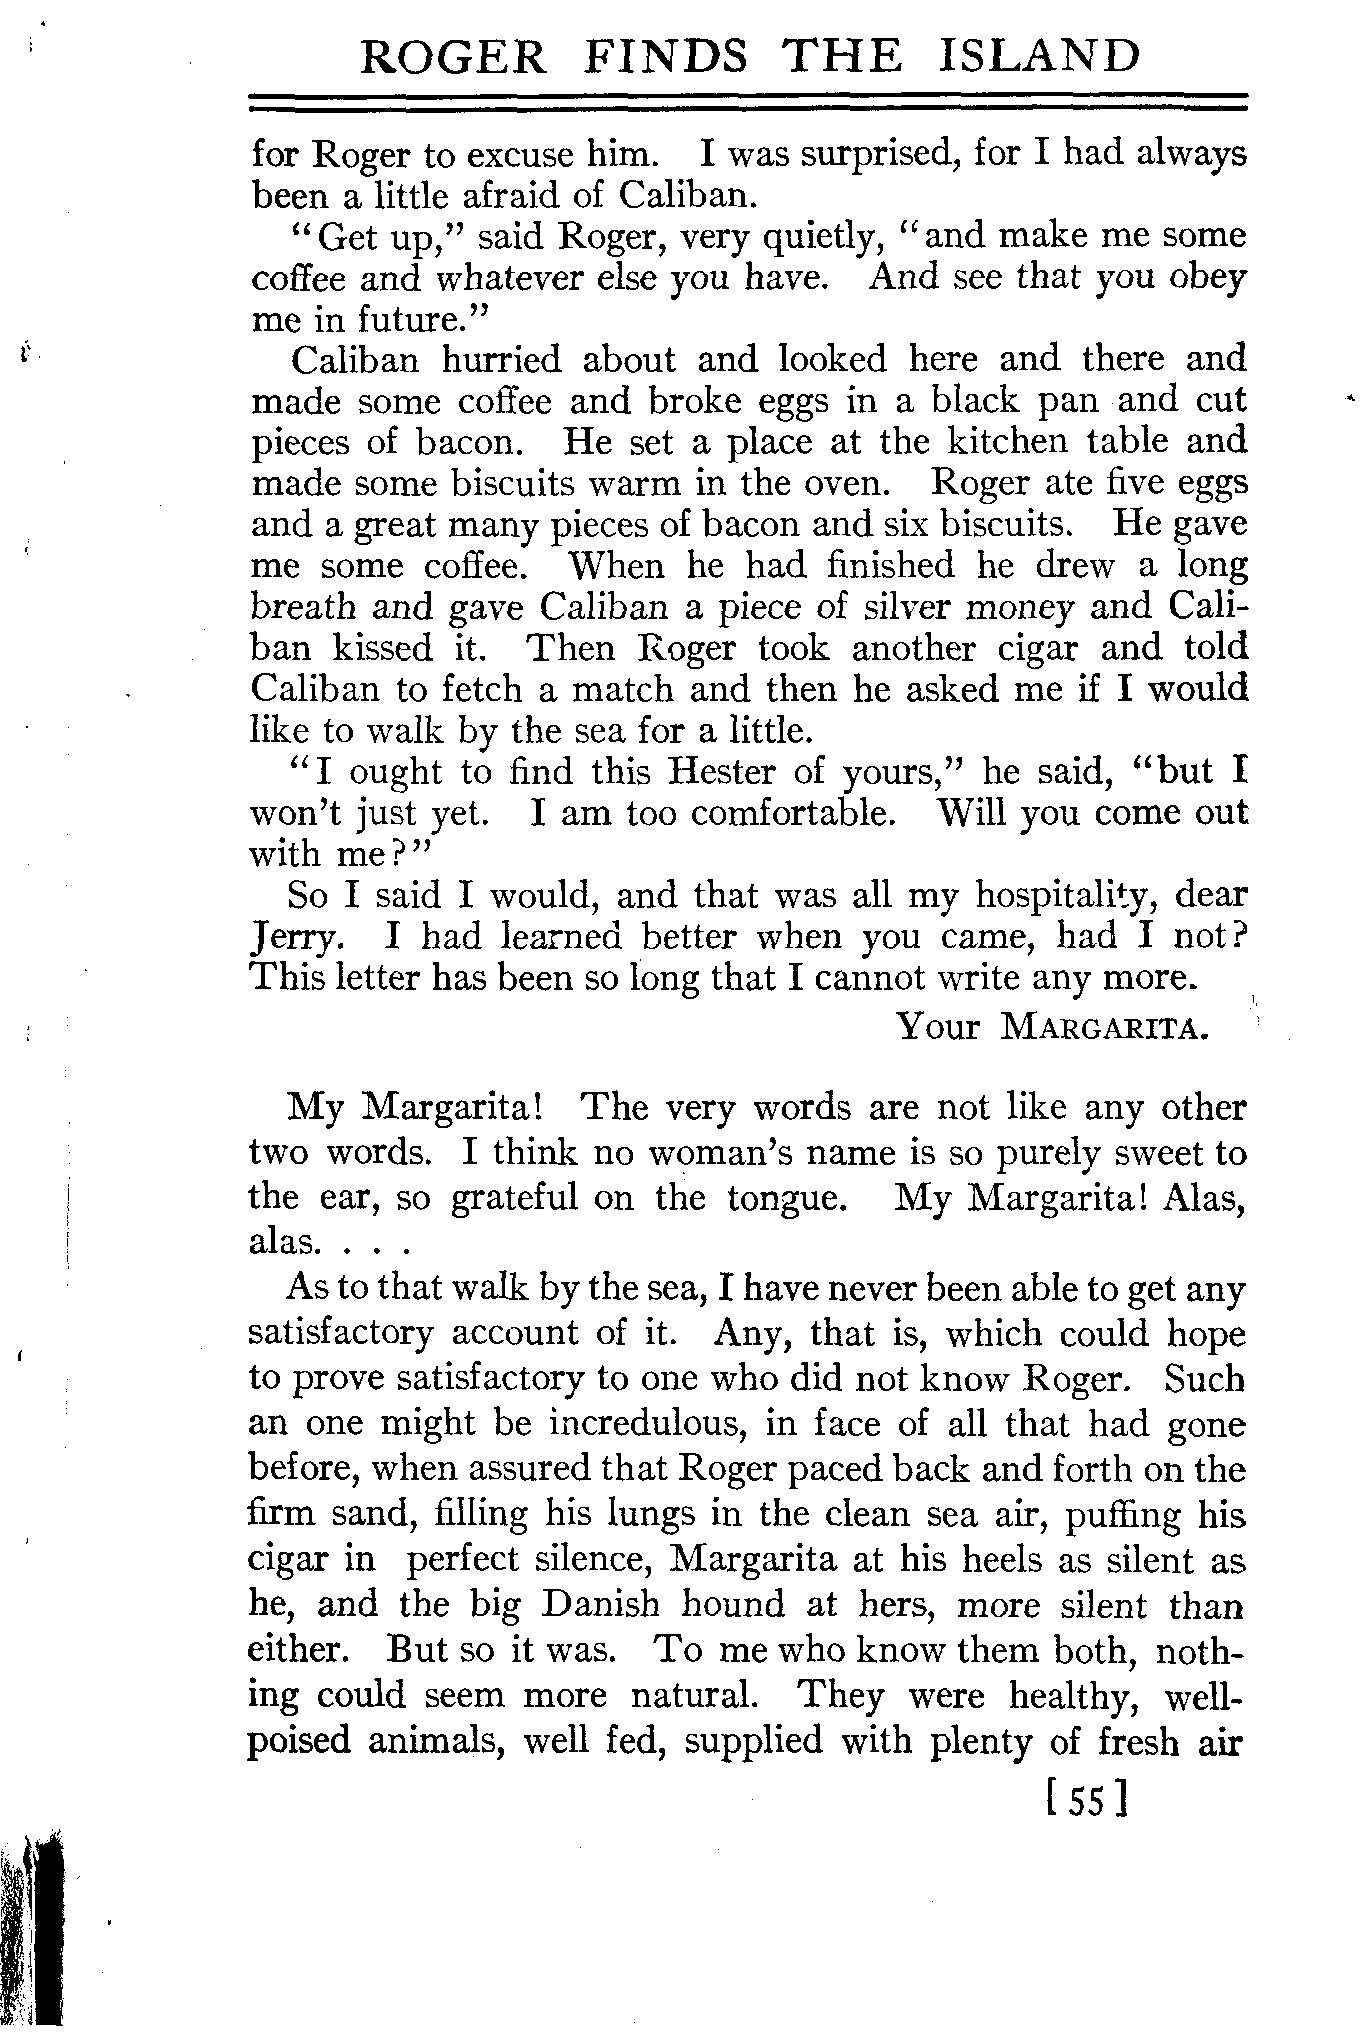 ROGER FINDS THE ISLAND
for Roger to excuse him. I was surprised, for I had always
been a little afraid of Caliban.
"Get up," said Roger, very quietly, "and make me some
coffee and whatever else you have. And see that you obey
me in future."
Caliban hurried about and looked here and there and
made some coffee and broke eggs in a black pan and cut
pieces of bacon. He set a place at the kitchen table and
made some biscuits warm in the oven. Roger ate five eggs
and a great many pieces of bacon and six biscuits. He gave
me some coffee. When he had finished he drew a long
breath and gave Caliban a piece of silver money and Cali-
ban kissed it. Then Roger took another cigar and told
Caliban to fetch a match and then he asked me if I would
like to walk by the sea for a little.
"I ought to find this Hester of yours," he said, "but I
won't just yet. I am too comfortable. Will you come out
with me?"
So I said I would, and that was all my hospitality, dear
Jerry. I had learned better when you came, had I not?
This letter has been so long that I cannot write any more.
Your MARGARITA.
My Margarita! The very words are not like any other
two words. I think no woman's name is so purely sweet to
the ear, so grateful on the tongue. My Margarita! Alas,
alas. . . .
As to that walk by the sea, I have never been able to get any
satisfactory account of it. Any, that is, which could hope
to prove satisfactory to one who did not know Roger. Such
an one might be incredulous, in face of all that had gone
before, when assured that Roger paced back and forth on the
firm sand, filling his lungs in the clean sea air, puffing his
cigar in perfect silence, Margarita at his heels as silent as
he, and the big Danish hound at hers, more silent than
either. But so it was. To me who know them both, noth-
ing could seem more natural. They were healthy, well-
poised animals, well fed, supplied with plenty of fresh air
[55]